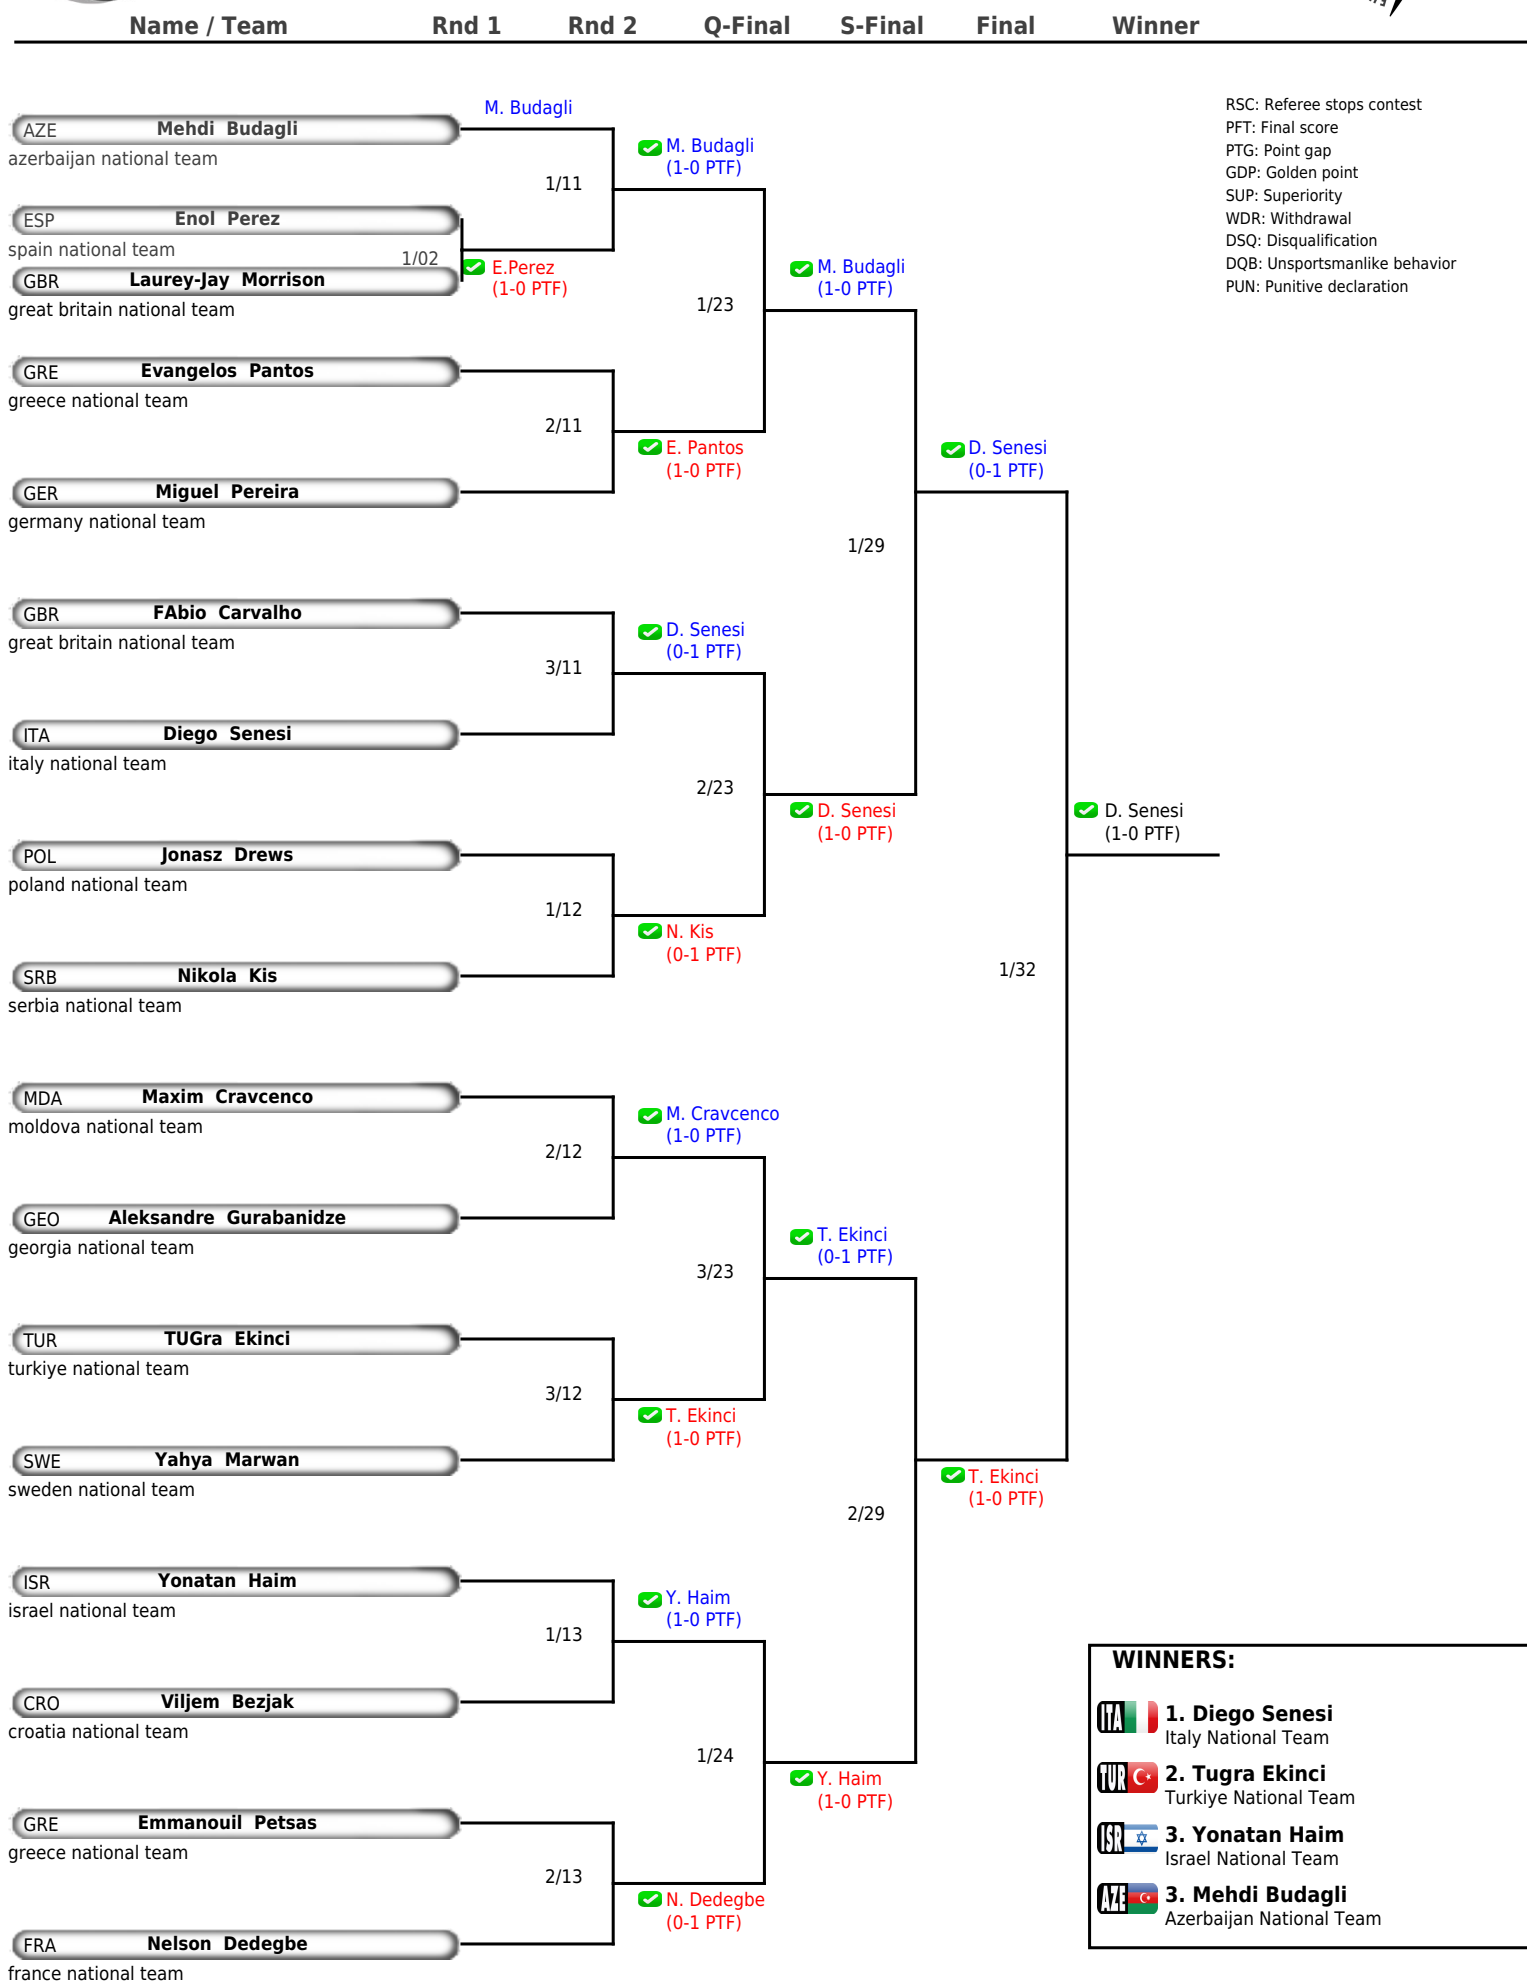 Name / Team Rnd 1 Rnd 2 Q-Final S-Final Final Winner
RSC: Referee stops contest
PFT: Final score
PTG: Point gap
GDP: Golden point
SUP: Superiority
WDR: Withdrawal
DSQ: Disqualification
DQB: Unsportsmanlike behavior
PUN: Punitive declaration
M. Budagli
AZE Mehdi Budagli
azerbaijan national team
M. Budagli
(1-0 PTF)
1/11
ESP Enol Perez
spain national team
1/02
E.Perez
(1-0 PTF)
GBR Laurey-Jay Morrison
great britain national team
M. Budagli
(1-0 PTF)
1/23
GRE Evangelos Pantos
greece national team
2/11
E. Pantos
(1-0 PTF)
D. Senesi
(0-1 PTF)
GER Miguel Pereira
germany national team
1/29
GBR FAbio Carvalho
great britain national team
D. Senesi
(0-1 PTF)
3/11
ITA Diego Senesi
italy national team
2/23
D. Senesi
(1-0 PTF)
D. Senesi
(1-0 PTF)
POL Jonasz Drews
poland national team
1/12
N. Kis
(0-1 PTF)
SRB Nikola Kis
serbia national team
1/32
MDA Maxim Cravcenco
moldova national team
M. Cravcenco
(1-0 PTF)
2/12
GEO Aleksandre Gurabanidze
georgia national team
T. Ekinci
(0-1 PTF)
3/23
TUR TUGra Ekinci
turkiye national team
3/12
T. Ekinci
(1-0 PTF)
SWE Yahya Marwan
sweden national team
T. Ekinci
(1-0 PTF)
2/29
ISR Yonatan Haim
israel national team
Y. Haim
(1-0 PTF)
1/13
CRO Viljem Bezjak
croatia national team
1/24
Y. Haim
(1-0 PTF)
GRE Emmanouil Petsas
greece national team
2/13
N. Dedegbe
(0-1 PTF)
FRA Nelson Dedegbe
france national team
WINNERS:
ITA 1. Diego Senesi
Italy National Team
TUR 2. Tugra Ekinci
Turkiye National Team
ISR 3. Yonatan Haim
Israel National Team
AZE 3. Mehdi Budagli
Azerbaijan National Team